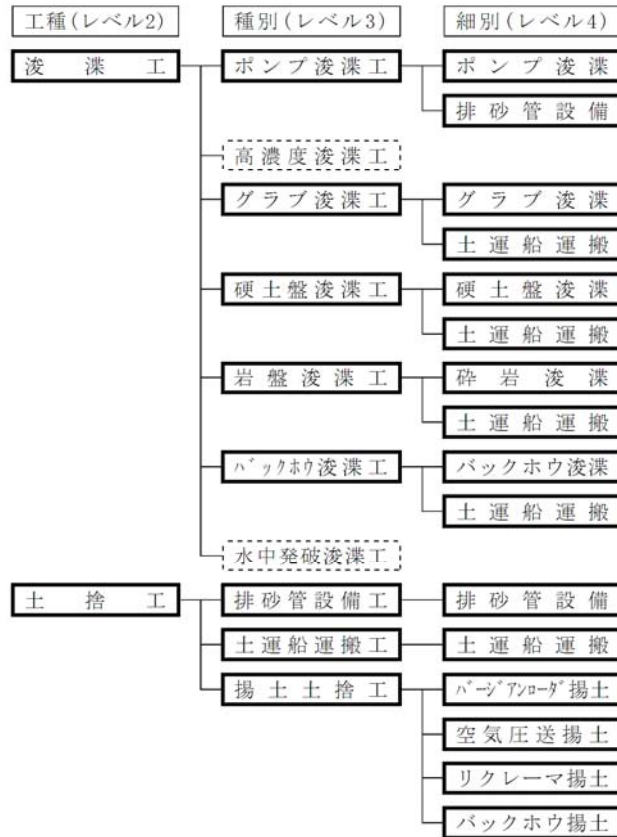 工種(レベル2) 種別(レベル3) 細別(レベル4)
浚渫工 ポンプ浚渫工 ポンプ浚渫
排砂管設備
高濃度浚渫工
グラブ浚渫工 グラブ浚渫
土運船運搬
硬土盤浚渫工 硬土盤浚渫
土運船運搬
岩盤浚渫工 砕岩浚渫
土運船運搬
バックホウ浚渫工 バックホウ浚渫
土運船運搬
水中発破浚渫工
土捨工 排砂管設備工 排砂管設備
土運船運搬工 土運船運搬
揚土土捨工 バージアンローダ揚土
空気圧送揚土
リクレーマ揚土
バックホウ揚土